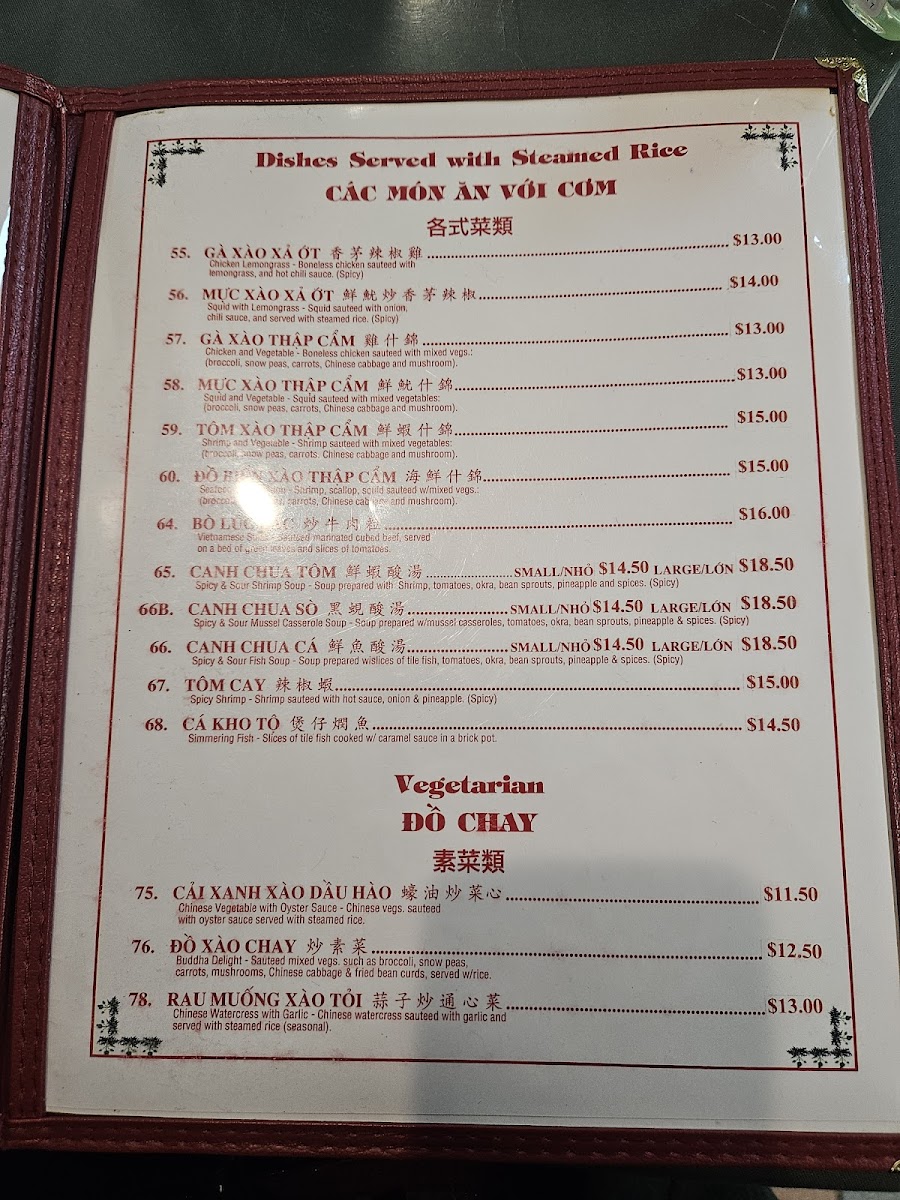 Dishes Served with Steamed Rice
CÁC MÓN ĂN VỚI CƠM
各式菜類
55. GÀ XÀO XẢ ỚT 香茅辣椒雞 $13.00
Chicken Lemongrass - Boneless chicken sauteed with
lemongrass, and hot chili sauce. (Spicy)
56. MỰC XÀO XẢ ỚT 鮮魷炒香茅辣椒 $14.00
Squid with Lemongrass - Squid sauteed with onion,
chili sauce, and served with steamed rice. (Spicy)
57. GÀ XÀO THẬP CẨM 雞什錦 $13.00
Chicken and Vegetable - Boneless chicken sauteed with mixed vegs.:
(broccoli, snow peas, carrots, Chinese cabbage and mushroom).
58. MỰC XÀO THẬP CẨM 鮮魷什錦 $13.00
Squid and Vegetable - Squid sauteed with mixed vegetables:
(broccoli, snow peas, carrots, Chinese cabbage and mushroom).
59. TÔM XÀO THẬP CẨM 鮮蝦什錦 $15.00
Shrimp and Vegetable - Shrimp sauteed with mixed vegetables:
(broccoli, snow peas, carrots. Chinese cabbage and mushroom).
60. ĐỒ BIỂN XÀO THẬP CẨM 海鮮什錦 $15.00
- Shrimp, scallop, squid sauteed w/mixed vegs.:
carrots, Chinese cabbage and mushroom).
64. BÒ LÚC 炒牛肉粒 $16.00
Vietnamese - Sauteed marinated cubed beef, served
on a bed of green leaves and slices of tomatoes.
65. CANH CHUA TÔM 鮮蝦酸湯 SMALL/NHỎ $14.50 LARGE/LỚN $18.50
Spicy & Sour Shrimp Soup - Soup prepared with Shrimp, tomatoes, okra, bean sprouts, pineapple and spices. (Spicy)
66B. CANH CHUA SÒ 黑蜆酸湯 SMALL/NHỎ $14.50 LARGE/LỚN $18.50
Spicy & Sour Mussel Casserole Soup - Soup prepared w/mussel casseroles, tomatoes, okra, bean sprouts, pineapple & spices. (Spicy)
66. CANH CHUA CÁ 鮮魚酸湯 SMALL/NHỎ $14.50 LARGE/LỚN $18.50
Spicy & Sour Fish Soup - Soup prepared wislices of tile fish, tomatoes, okra, bean sprouts, pineapple & spices. (Spicy)
67. TÔM CAY 辣椒蝦 $15.00
Spicy Shrimp - Shrimp sauteed with hot sauce, onion & pineapple. (Spicy)
68. CÁ KHO TỘ 煲仔燜魚 $14.50
Simmering Fish - Slices of tile fish cooked w/ caramel sauce in a brick pot.
Vegetarian
ĐỒ CHAY
素菜類
75. CẢI XANH XÀO DẦU HÀO 蠔油炒菜心 $11.50
Chinese Vegetable with Oyster Sauce - Chinese vegs. sauteed
with oyster sauce served with steamed rice.
76. ĐỒ XÀO CHAY 炒素菜 $12.50
Buddha Delight - Sauteed mixed vegs. such as broccoli, snow peas,
carrots, mushrooms, Chinese cabbage & fried bean curds, served w/rice.
78. RAU MUỐNG XÀO TỎI 蒜子炒通心菜 $13.00
Chinese Watercress with Garlic - Chinese watercress sauteed with garlic and
served with steamed rice (seasonal).